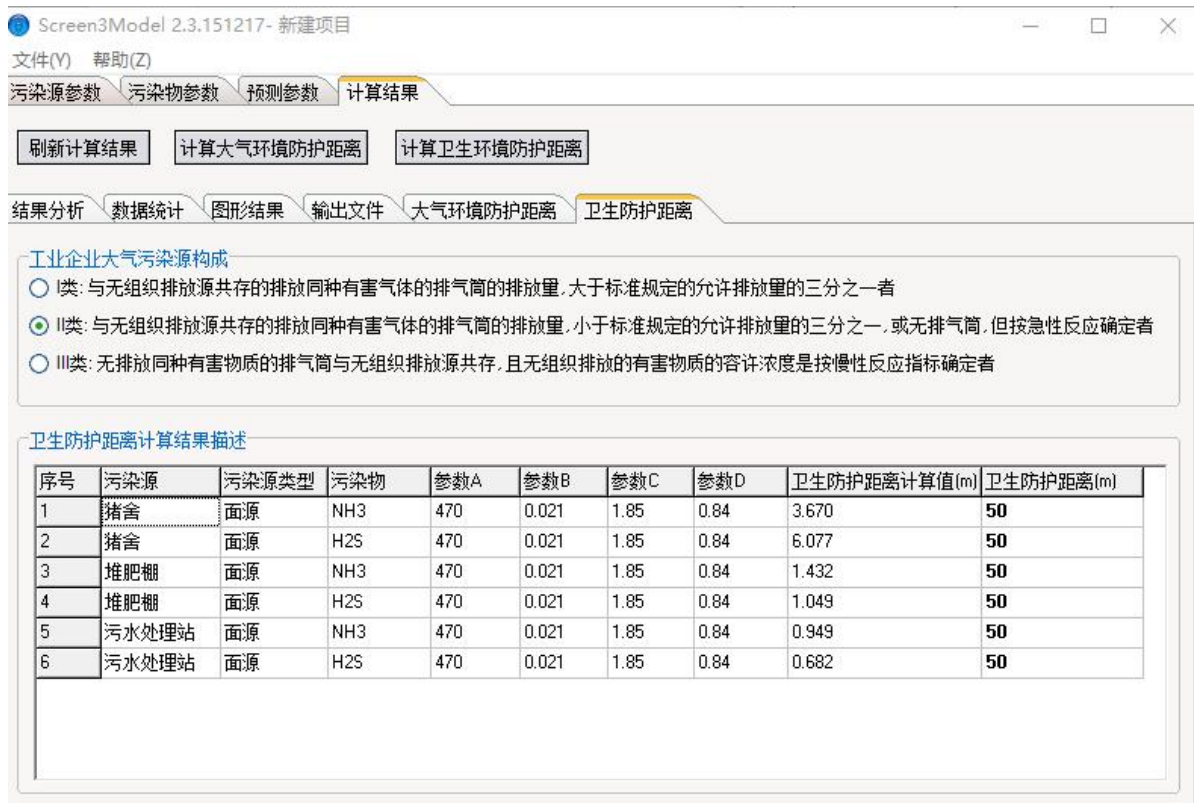 Screen3Model 2.3.151217- 新建项目
文件(Y) 帮助(Z)
污染源参数 污染物参数 预测参数 计算结果
刷新计算结果 计算大气环境防护距离 计算卫生环境防护距离
结果分析 数据统计 图形结果 输出文件 大气环境防护距离 卫生防护距离
工业企业大气污染源构成
I类:与无组织排放源共存的排放同种有害气体的排气筒的排放量,大于标准规定的允许排放量的三分之一者
II类:与无组织排放源共存的排放同种有害气体的排气筒的排放量,小于标准规定的允许排放量的三分之一,或无排气筒,但按急性反应确定者
III类:无排放同种有害物质的排气筒与无组织排放源共存,且无组织排放的有害物质的容许浓度是按慢性反应指标确定者
卫生防护距离计算结果描述
序号 污染源 污染源类型 污染物 参数A 参数B 参数C 参数D 卫生防护距离计算值(m) 卫生防护距离(m)
1 猪舍 面源 NH3 470 0.021 1.85 0.84 3.670 50
2 猪舍 面源 H2S 470 0.021 1.85 0.84 6.077 50
3 堆肥棚 面源 NH3 470 0.021 1.85 0.84 1.432 50
4 堆肥棚 面源 H2S 470 0.021 1.85 0.84 1.049 50
5 污水处理站 面源 NH3 470 0.021 1.85 0.84 0.949 50
6 污水处理站 面源 H2S 470 0.021 1.85 0.84 0.682 50